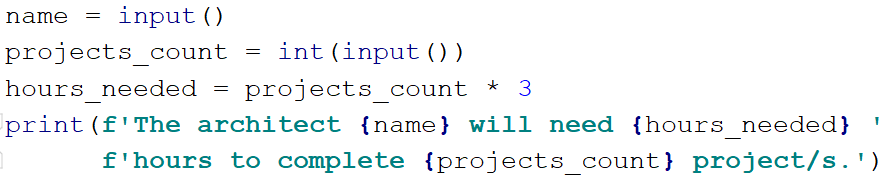 name = input()
projects_count = int(input())
hours_needed = projects_count * 3
print(f'The architect {name} will need {hours_needed} '
      f'hours to complete {projects_count} project/s.')